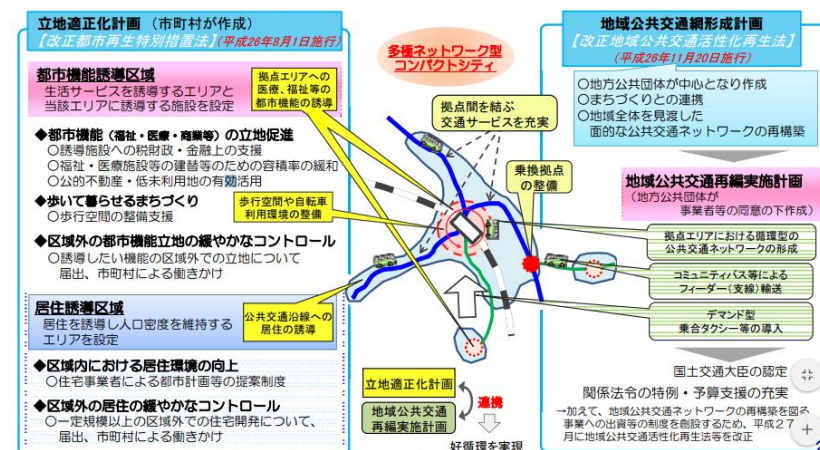 立地適正化計画（市町村が作成）
【改正都市再生特別措置法】（平成26年8月1日施行）
都市機能誘導区域
生活サービスを誘導するエリアと
当該エリアに誘導する施設を設定
◆都市機能（福祉・医療・商業等）の立地促進
○誘導施設への税財政・金融上の支援
○福祉・医療施設等の建替等のための容積率の緩和
○公的不動産・低未利用地の有効活用
◆歩いて暮らせるまちづくり
○歩行空間の整備支援
◆区域外の都市機能立地の緩やかなコントロール
○誘導したい機能の区域外での立地について
届出、市町村による働きかけ
居住誘導区域
居住を誘導し人口密度を維持する
エリアを設定
◆区域内における居住環境の向上
○住宅事業者による都市計画等の提案制度
◆区域外の居住の緩やかなコントロール
○一定規模以上の区域外での住宅開発について、
届出、市町村による働きかけ
拠点エリアへの
医療、福祉等の
都市機能の誘導
歩行空間や自転車
利用環境の整備
公共交通沿線への
居住の誘導
多極ネットワーク型
コンパクトシティ
拠点間を結ぶ
交通サービスを充実
乗換拠点
の整備
立地適正化計画
地域公共交通
再編実施計画
連携
好循環を実現
地域公共交通網形成計画
【改正地域公共交通活性化再生法】
（平成26年11月20日施行）
○地方公共団体が中心となり作成
○まちづくりとの連携
○地域全体を見渡した
面的な公共交通ネットワークの再構築
地域公共交通再編実施計画
（地方公共団体が
事業者等の同意の下作成）
拠点エリアにおける循環型の
公共交通ネットワークの形成
コミュニティバス等による
フィーダー（支線）輸送
デマンド型
乗合タクシー等の導入
国土交通大臣の認定
関係法令の特例・予算支援の充実
→加えて、地域公共交通ネットワークの再構築を図る
事業への出資等の制度を創設するため、平成27
月に地域公共交通活性化再生法等を改正